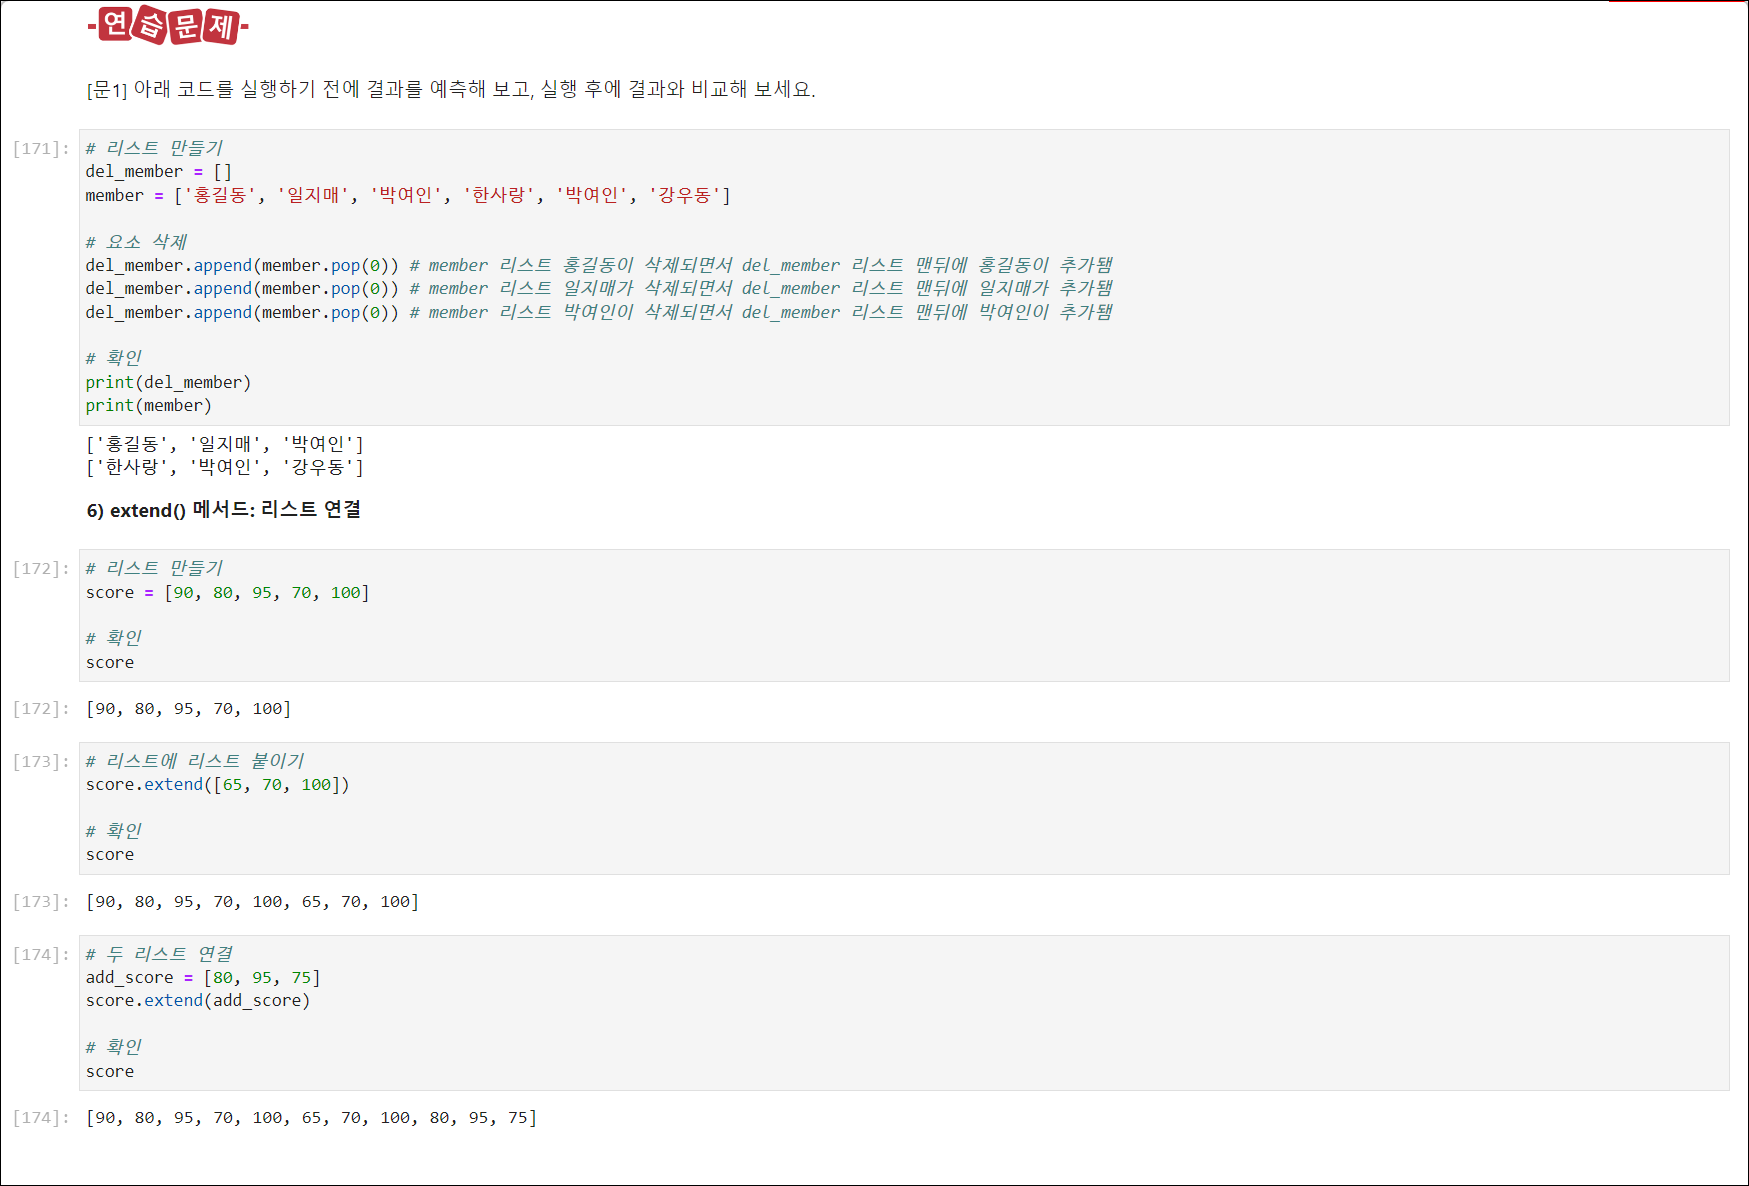 -연습문제-
[문1] 아래 코드를 실행하기 전에 결과를 예측해 보고, 실행 후에 결과와 비교해 보세요.
[171]: # 리스트 만들기
del_member = []
member = ['홍길동', '일지매', '박여인', '한사랑', '박여인', '강우동']
# 요소 삭제
del_member.append(member.pop(0)) # member 리스트 홍길동이 삭제되면서 del_member 리스트 맨뒤에 홍길동이 추가됌
del_member.append(member.pop(0)) # member 리스트 일지매가 삭제되면서 del_member 리스트 맨뒤에 일지매가 추가됌
del_member.append(member.pop(0)) # member 리스트 박여인이 삭제되면서 del_member 리스트 맨뒤에 박여인이 추가됌
# 확인
print(del_member)
print(member)
['홍길동', '일지매', '박여인']
['한사랑', '박여인', '강우동']
6) extend() 메서드: 리스트 연결
[172]: # 리스트 만들기
score = [90, 80, 95, 70, 100]
# 확인
score
[172]: [90, 80, 95, 70, 100]
[173]: # 리스트에 리스트 붙이기
score.extend([65, 70, 100])
# 확인
score
[173]: [90, 80, 95, 70, 100, 65, 70, 100]
[174]: # 두 리스트 연결
add_score = [80, 95, 75]
score.extend(add_score)
# 확인
score
[174]: [90, 80, 95, 70, 100, 65, 70, 100, 80, 95, 75]